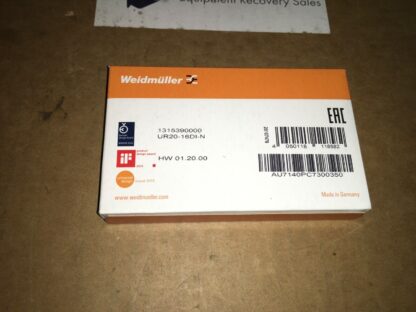 Equipment Recovery Sales
Weidmüller
EAC
1315390000
UR20-16DI-N
4 050118 118582
HW 01.20.00
AU7140PC7300350
www.weidmueller.com
Made in Germany